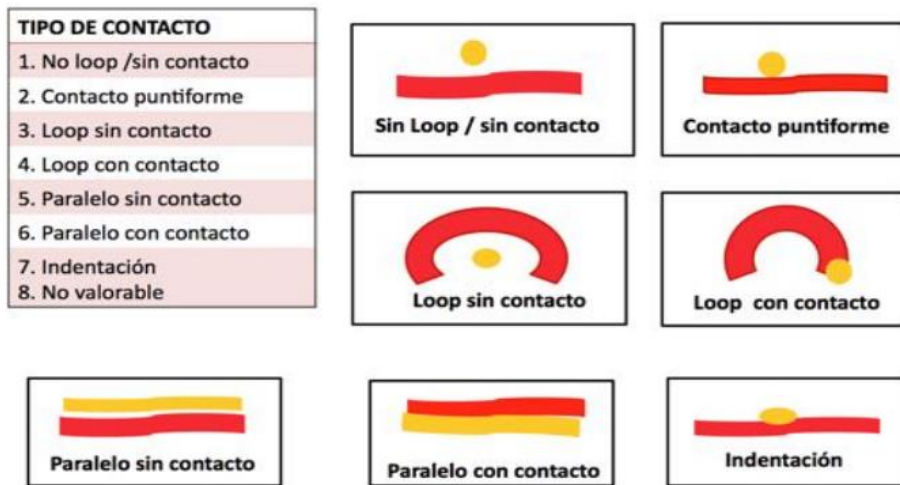 TIPO DE CONTACTO
1. No loop /sin contacto
2. Contacto puntiforme
3. Loop sin contacto
4. Loop con contacto
5. Paralelo sin contacto
6. Paralelo con contacto
7. Indentación
8. No valorable
Sin Loop / sin contacto
Contacto puntiforme
Loop sin contacto
Loop con contacto
Paralelo sin contacto
Paralelo con contacto
Indentación